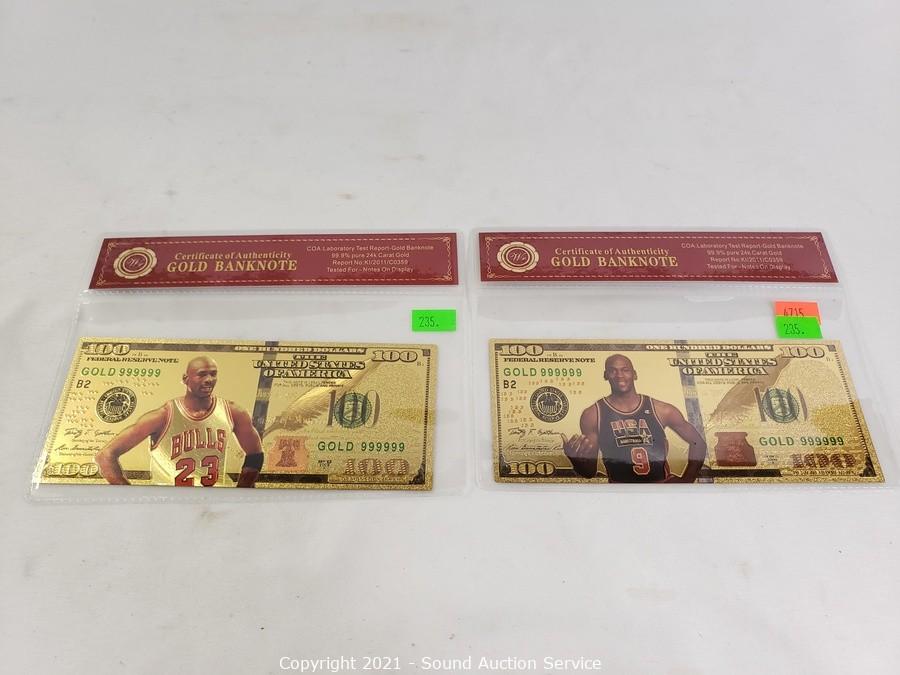 Certificate of Authenticity
GOLD BANKNOTE
COA:Laboratory Test Report-Gold Banknote
99.9% pure 24k Carat Gold
Report No:KI/2011/C0359
Tested For - Notes On Display
235.
100
ONE HUNDRED DOLLARS
100
FEDERAL RESERVE NOTE
THE
UNITED STATES
OF AMERICA
GOLD 999999
B2
100
BULLS
23
GOLD 999999
100
100
Certificate of Authenticity
GOLD BANKNOTE
COA:Laboratory Test Report-Gold Banknote
99.9% pure 24k Carat Gold
Report No:KI/2011/C0359
Tested For - Notes On Display
6715
235.
100
ONE HUNDRED DOLLARS
100
FEDERAL RESERVE NOTE
THE
UNITED STATES
OF AMERICA
GOLD 999999
B2
100
USA
BASKETBALL
9
GOLD 999999
100
100
Copyright 2021 - Sound Auction Service